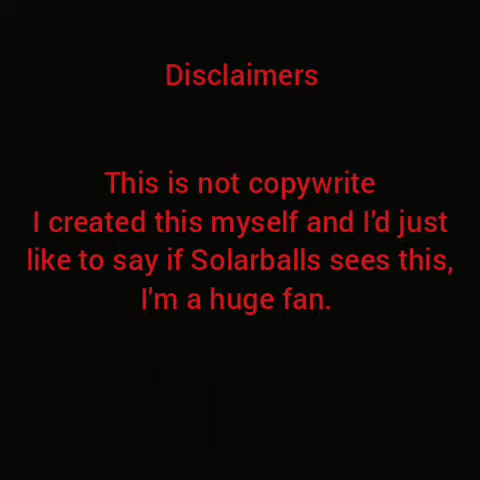 Disclaimers
This is not copywrite
I created this myself and I'd just
like to say if Solarballs sees this,
I'm a huge fan.